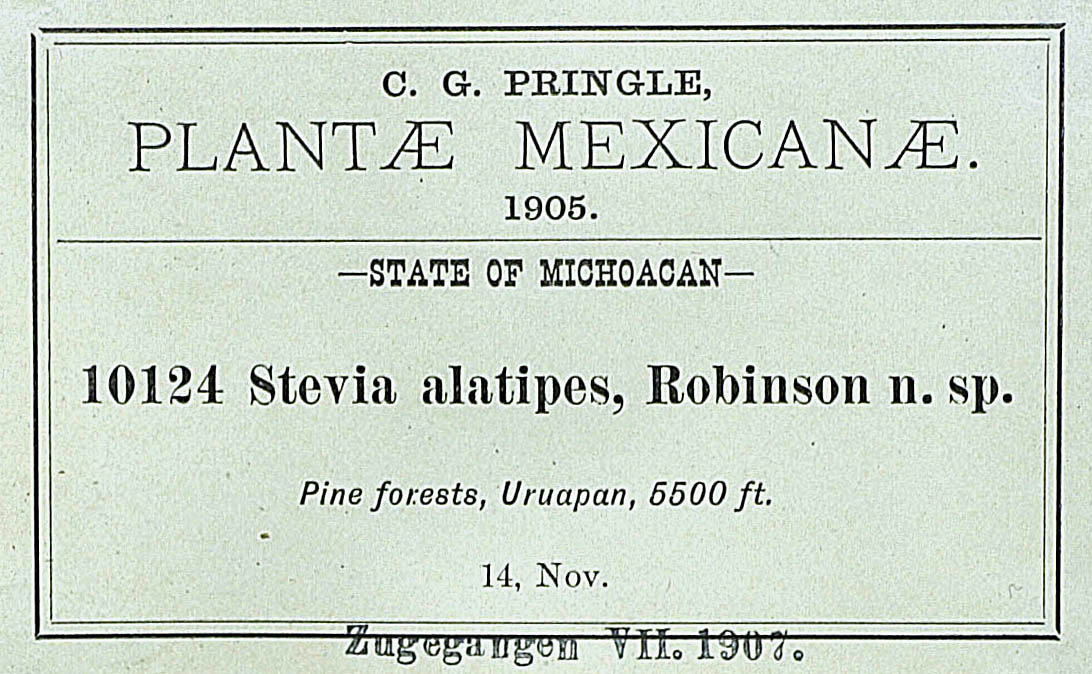 C. G. PRINGLE,
PLANTÆ MEXICANÆ.
1905.
—STATE OF MICHOACAN—
10124 Stevia alatipes, Robinson n. sp.
Pine forests, Uruapan, 5500 ft.
14, Nov.
Zugegangen VII. 1907.